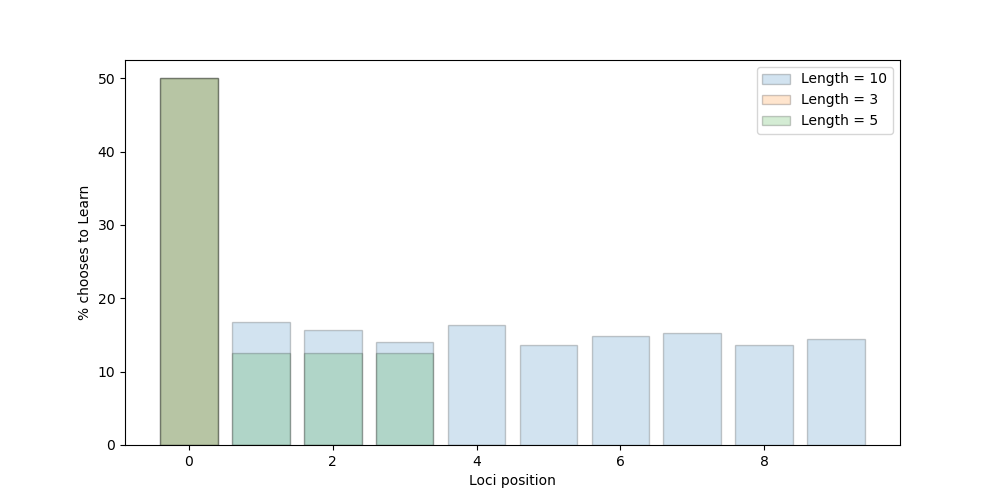 50
40
30
20
10
0
% chooses to Learn
Length = 10
Length = 3
Length = 5
0 2 4 6 8
Loci position